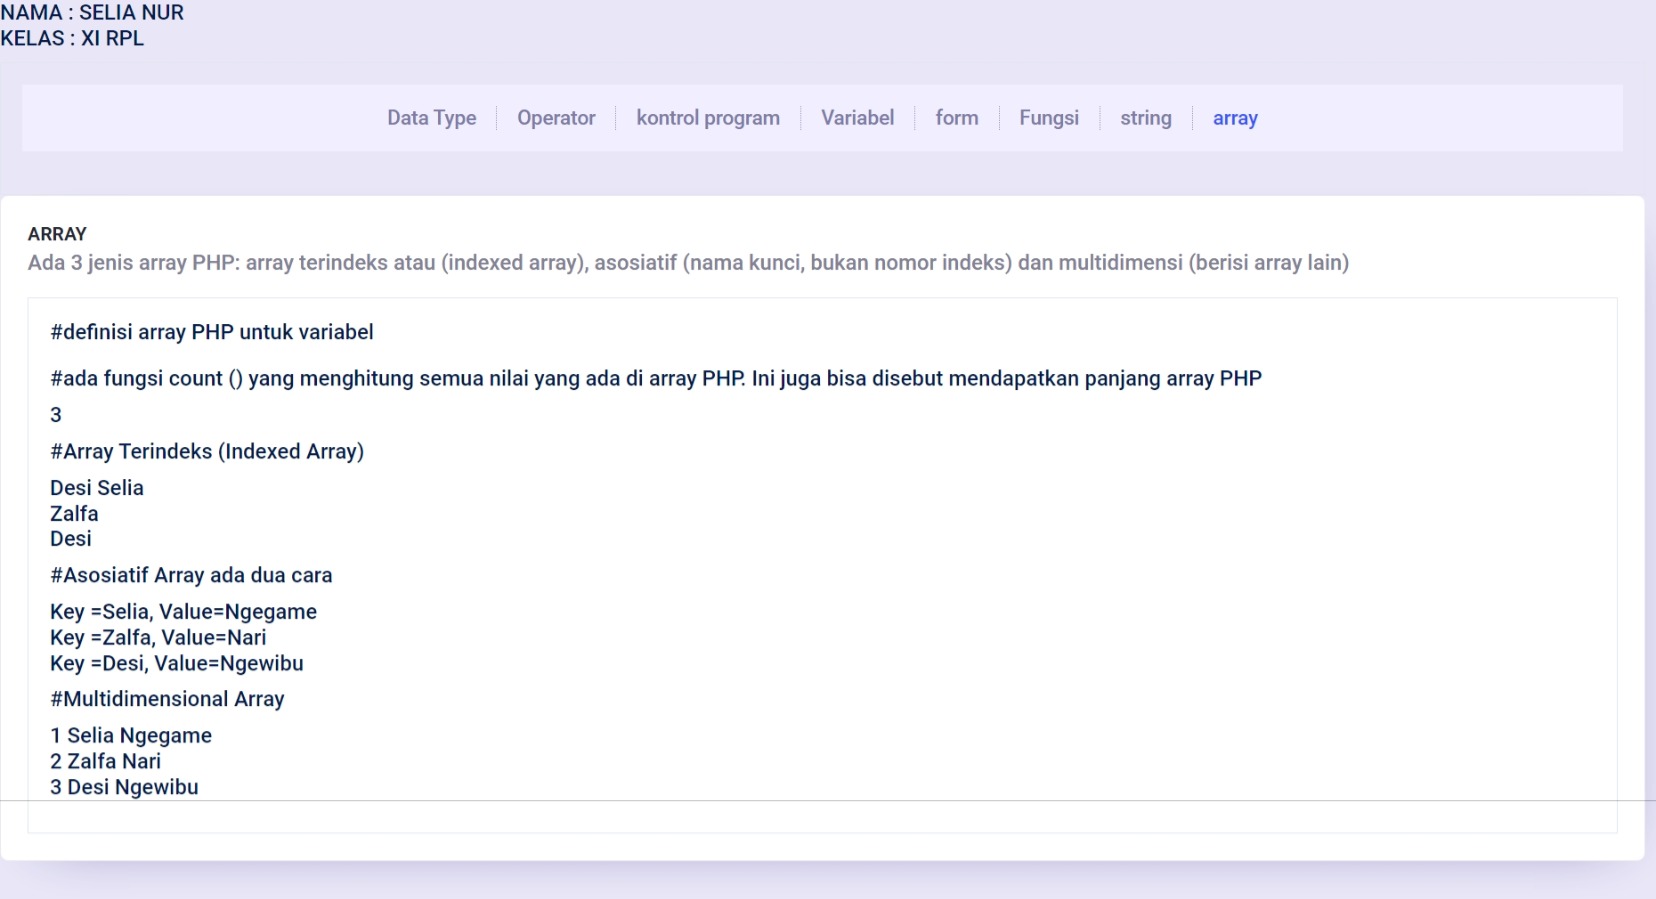 NAMA : SELIA NUR
KELAS : XI RPL
Data Type
Operator
kontrol program
Variabel
form
Fungsi
string
array
ARRAY
Ada 3 jenis array PHP: array terindeks atau (indexed array), asosiatif (nama kunci, bukan nomor indeks) dan multidimensi (berisi array lain)
#definisi array PHP untuk variabel
#ada fungsi count () yang menghitung semua nilai yang ada di array PHP. Ini juga bisa disebut mendapatkan panjang array PHP
3
#Array Terindeks (Indexed Array)
Desi Selia
Zalfa
Desi
#Asosiatif Array ada dua cara
Key =Selia, Value=Ngegame
Key =Zalfa, Value=Nari
Key =Desi, Value=Ngewibu
#Multidimensional Array
1 Selia Ngegame
2 Zalfa Nari
3 Desi Ngewibu